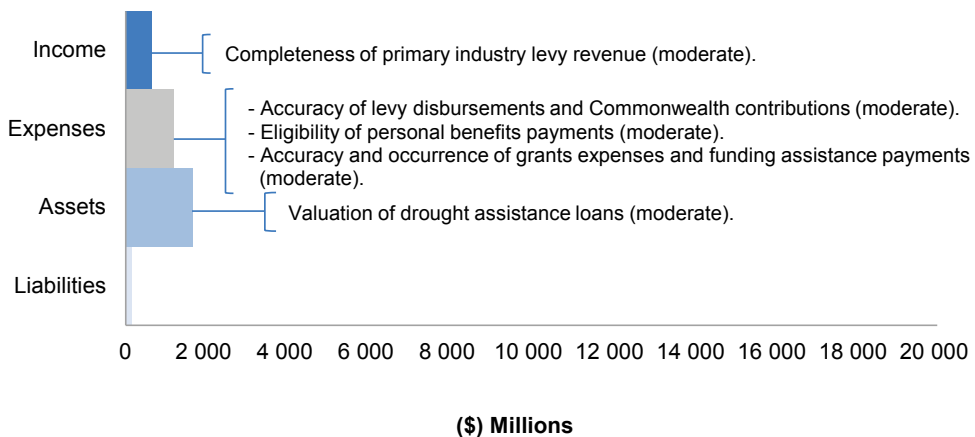 Income
Completeness of primary industry levy revenue (moderate).
Expenses
- Accuracy of levy disbursements and Commonwealth contributions (moderate).
- Eligibility of personal benefits payments (moderate).
- Accuracy and occurrence of grants expenses and funding assistance payments
(moderate).
Assets
Valuation of drought assistance loans (moderate).
Liabilities
0 2 000 4 000 6 000 8 000 10 000 12 000 14 000 16 000 18 000 20 000
($) Millions